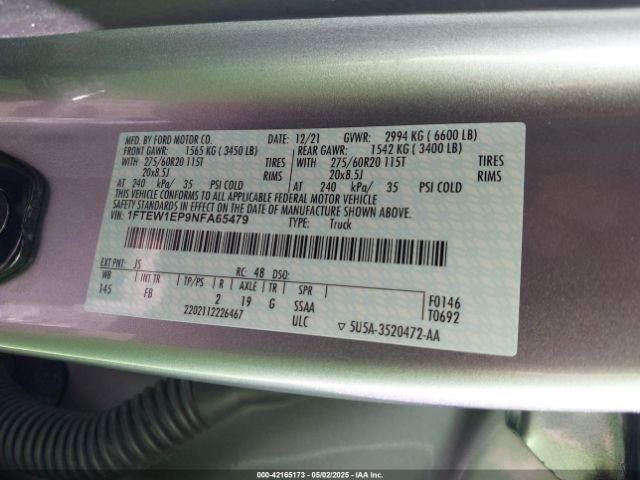 MFD. BY FORD MOTOR CO. 12/21 GVWR: 2994 KG ( 6600 LB)
FRONT GAWR: 1565 KG ( 3450 LB) REAR GAWR: 1542 KG ( 3400 LB)
WITH 275/60R20 115T TIRES WITH 275/60R20 115T TIRES
20x8.5J RIMS 20x8.5J RIMS
AT 240 kPa/ 35 PSI COLD AT 240 kPa/ 35 PSI COLD
THIS VEHICLE CONFORMS TO ALL APPLICABLE FEDERAL MOTOR VEHICLE
SAFETY STANDARDS IN EFFECT ON THE DATE OF MANUFACTURE SHOWN ABOVE.
VIN: 1FTEW1EP9NFA65479 TYPE: Truck
EXT PNT: JS RC: 48 DSO:
WB INT TR TP/PS R AXLE TR SPR
145 FB 2 19 G SSAA F0146
2202112226467 ULC T0692
▽ 5U5A-3520472-AA
000-42165173 - 05/02/2025 - IAAI.COM